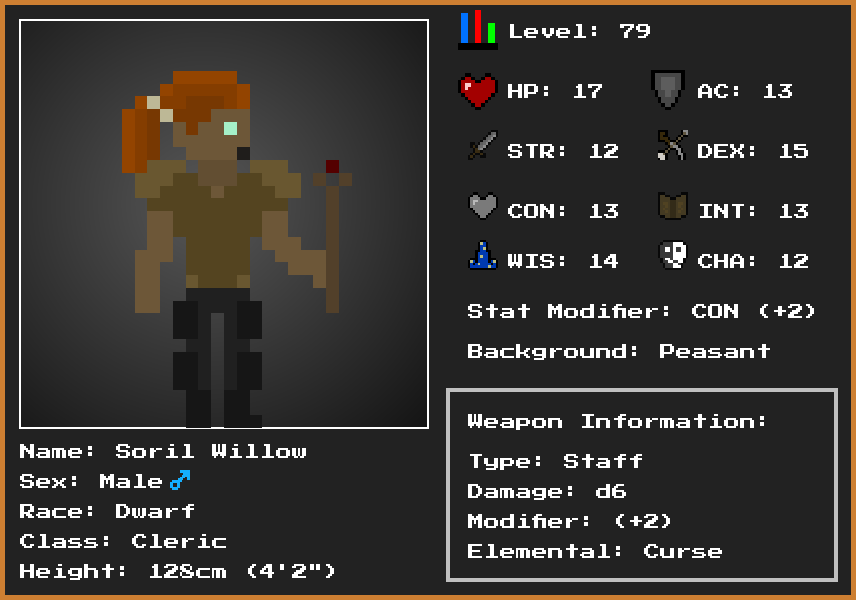 Level: 79
HP: 17
AC: 13
STR: 12
DEX: 15
CON: 13
INT: 13
WIS: 14
CHA: 12
Stat Modifier: CON (+2)
Background: Peasant
Weapon Information:
Type: Staff
Damage: d6
Modifier: (+2)
Elemental: Curse
Name: Soril Willow
Sex: Male♂
Race: Dwarf
Class: Cleric
Height: 128cm (4'2")